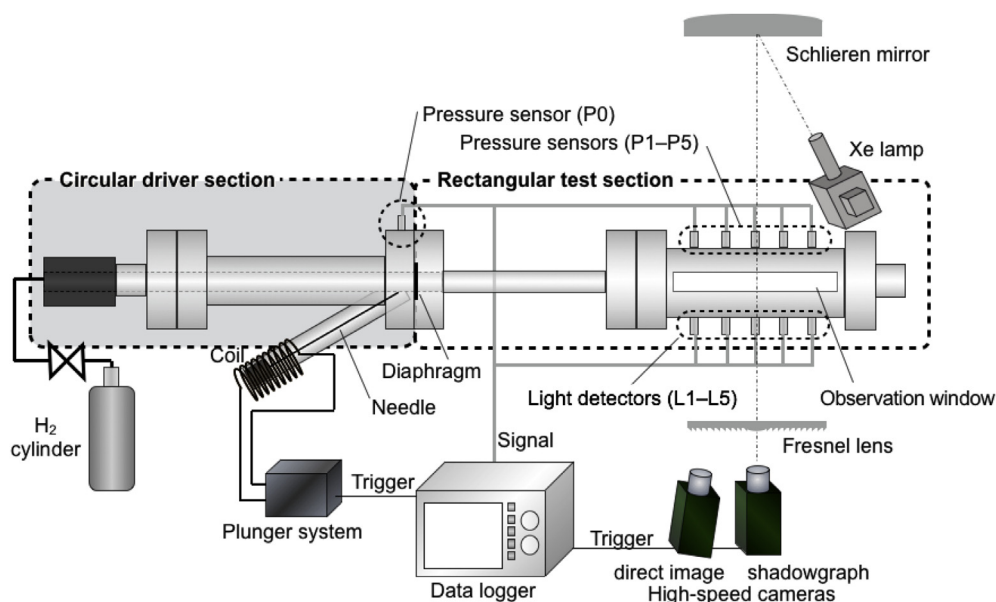 Schlieren mirror
Pressure sensor (P0)
Pressure sensors (P1–P5)
Xe lamp
Circular driver section
Rectangular test section
Coil
Diaphragm
Needle
Light detectors (L1–L5)
Observation window
H2
cylinder
Signal
Fresnel lens
Trigger
Plunger system
Trigger
Data logger
direct image
shadowgraph
High-speed cameras